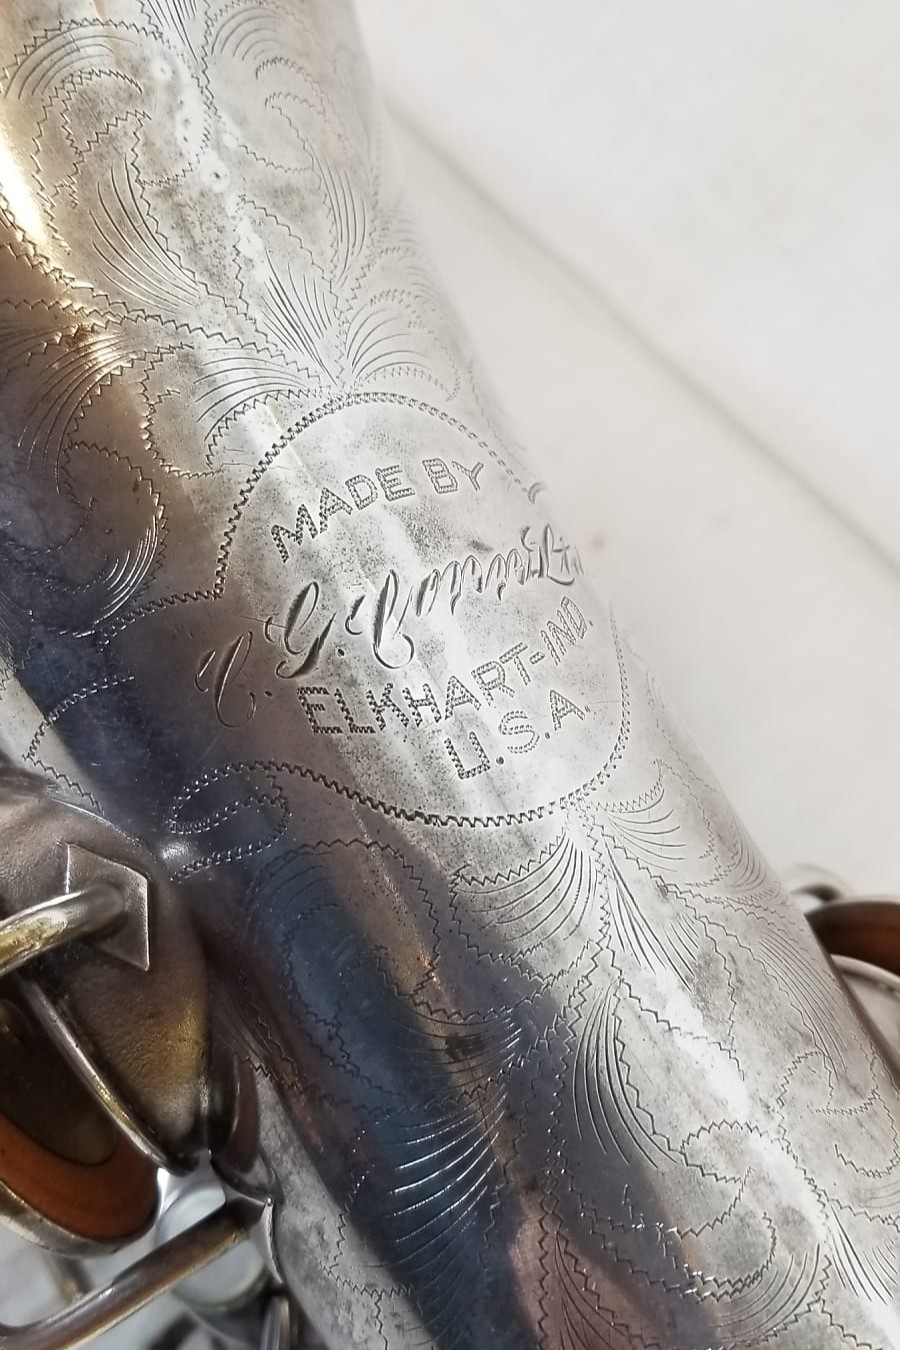 MADE BY
C. G. Conn Ltd
ELKHART-IND.
U.S.A.